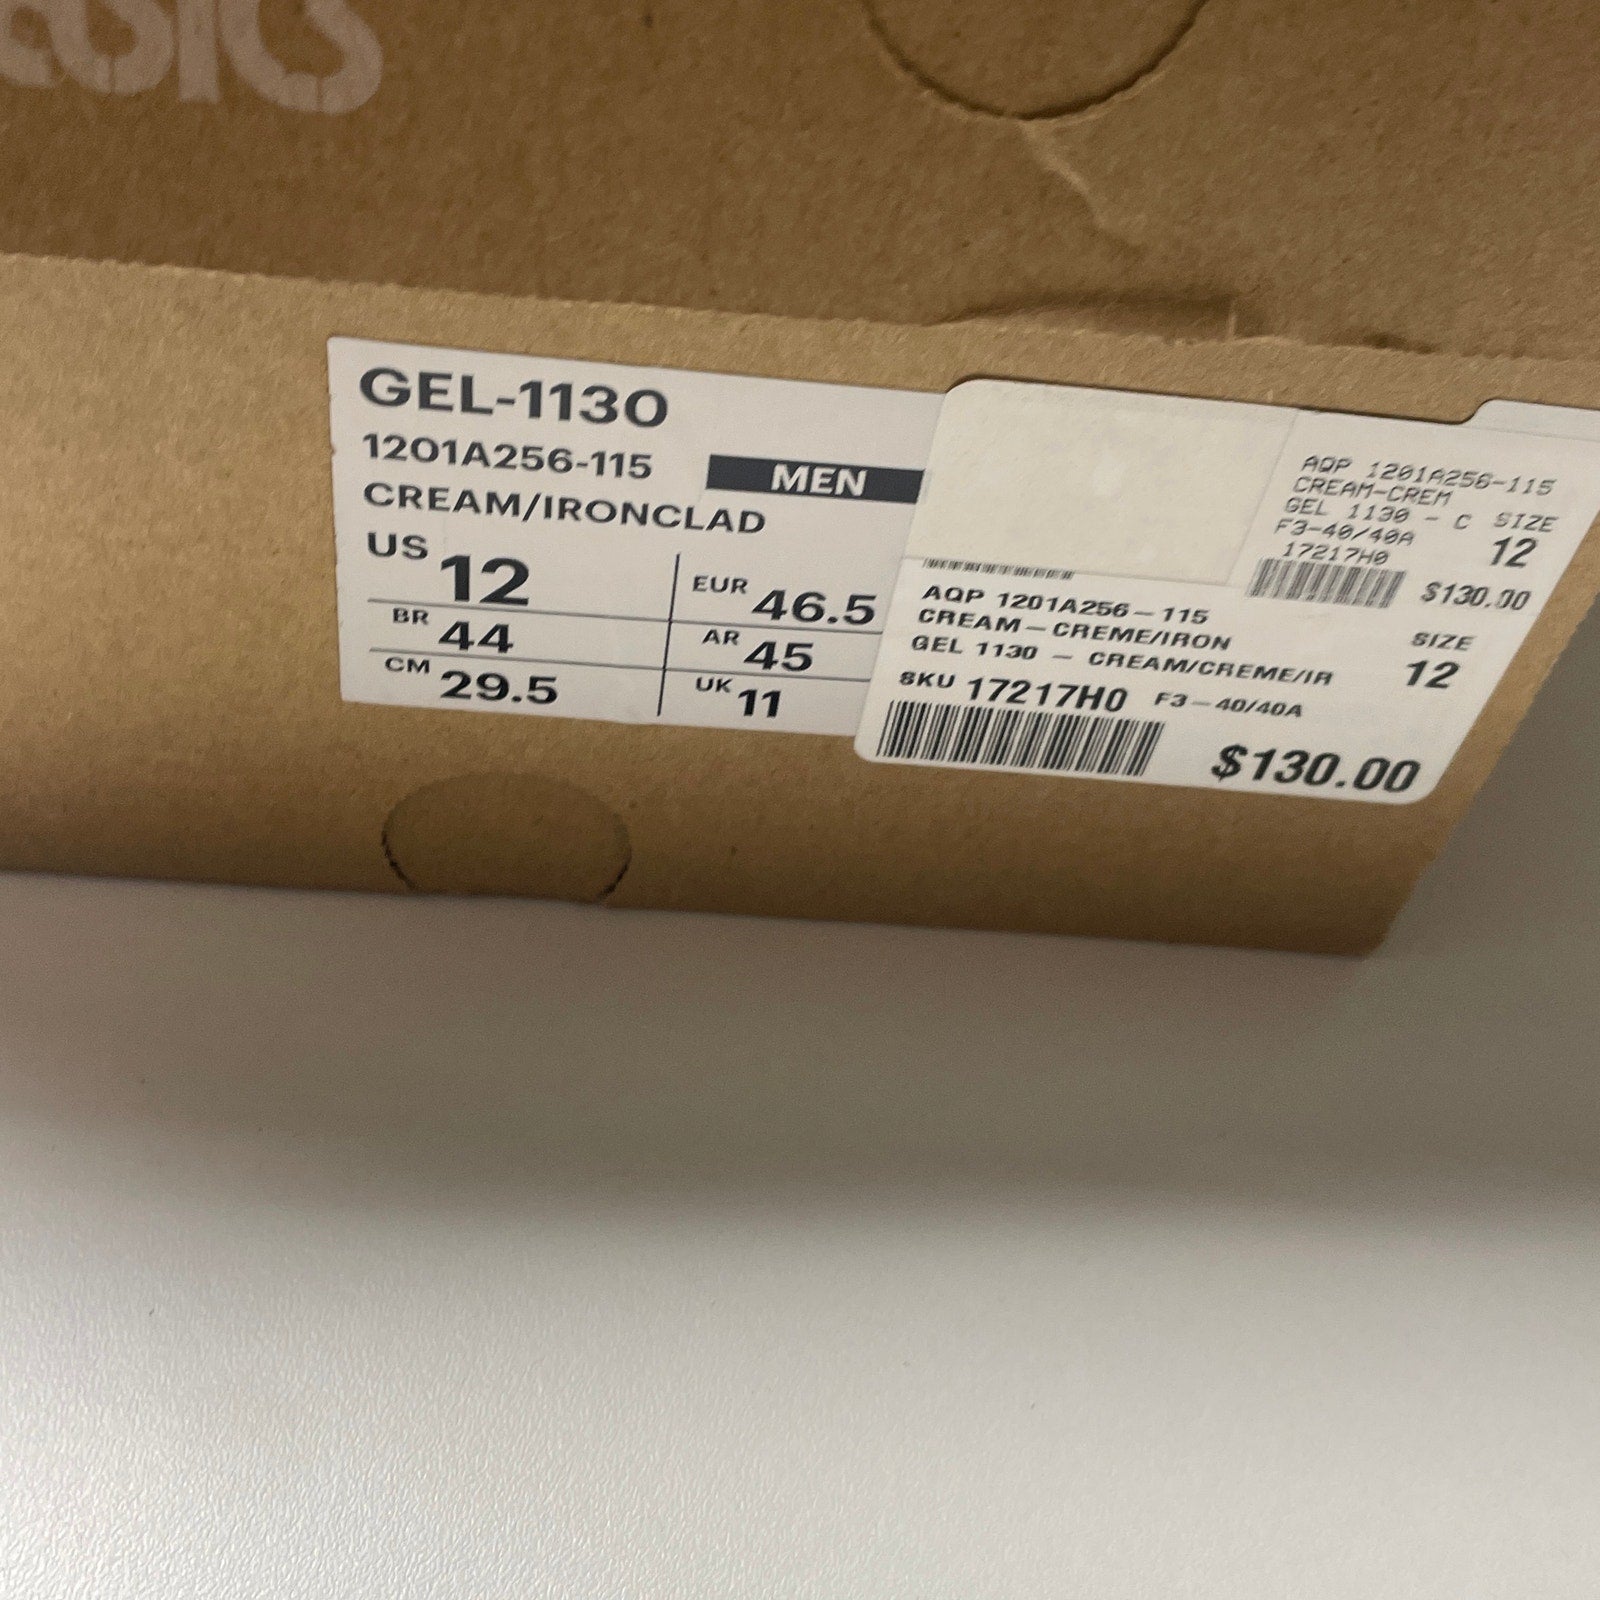 asics
GEL-1130
1201A256-115
MEN
CREAM/IRONCLAD
US 12
EUR 46.5
BR 44
AR 45
CM 29.5
UK 11
AQP 1201A256-115
CREAM-CREM
GEL 1130 - C SIZE
F3-40/40A 12
17217H0
$130.00
AQP 1201A256-115
CREAM-CREME/IRON SIZE
GEL 1130 - CREAM/CREME/IR 12
SKU 17217H0 F3-40/40A
$130.00